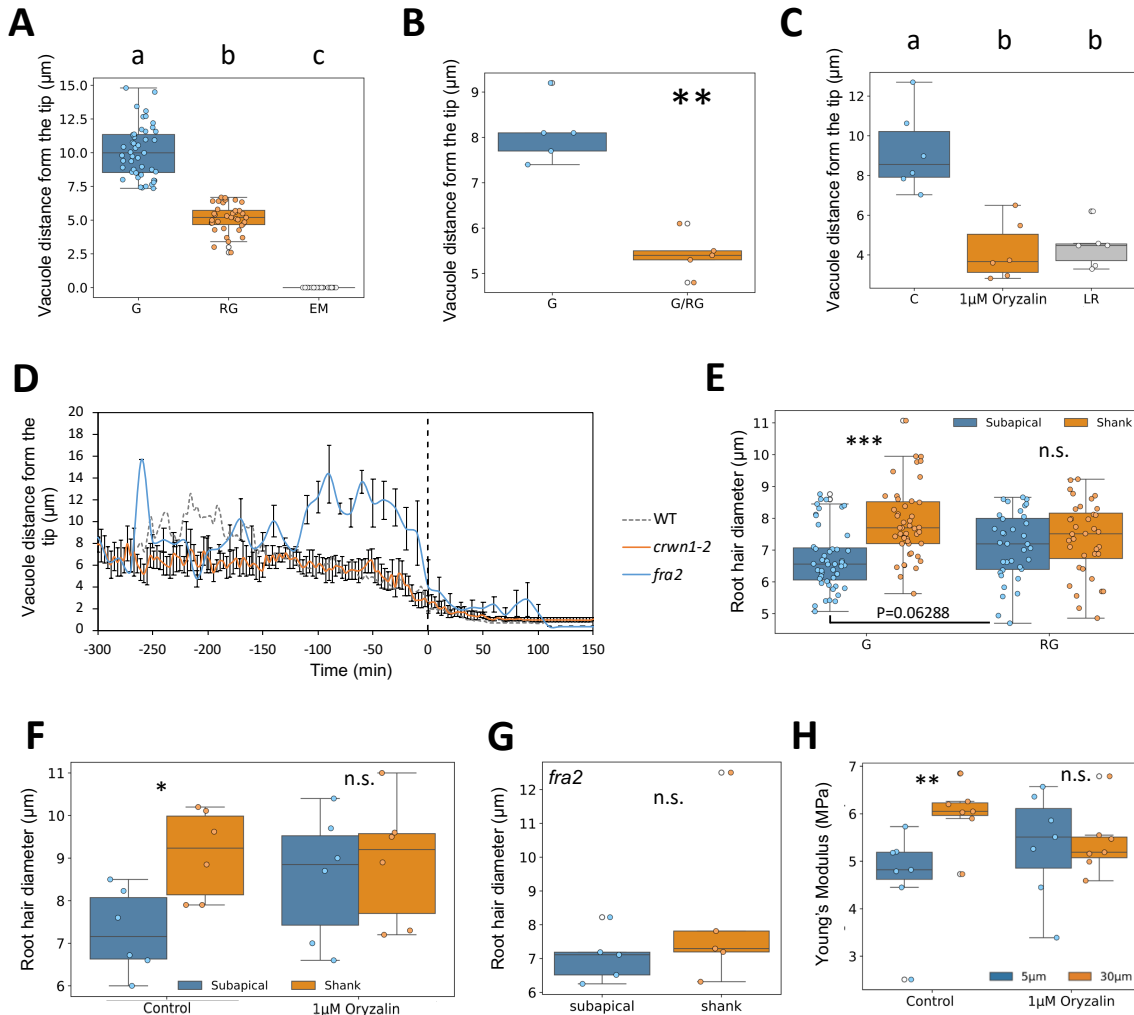 A
a b c
Vacuole distance form the tip (µm)
15.0
12.5
10.0
7.5
5.0
2.5
0.0
G RG EM
B
**
Vacuole distance form the tip (µm)
9
8
7
6
5
G G/RG
C
a b b
Vacuole distance form the tip (µm)
12
10
8
6
4
C 1µM Oryzalin LR
D
Vacuole distance form the
tip (µm)
20
18
16
14
12
10
8
6
4
2
0
-300 -250 -200 -150 -100 -50 0 50 100 150
Time (min)
WT
crwn1-2
fra2
E
Subapical Shank
*** n.s.
Root hair diameter (µm)
11
10
9
8
7
6
5
P=0.06288
G RG
F
* n.s.
Root hair diameter (µm)
11
10
9
8
7
6
Subapical Shank
Control 1µM Oryzalin
G
fra2
n.s.
Root hair diameter (µm)
13
12
11
10
9
8
7
6
subapical shank
H
** n.s.
Young's Modulus (MPa)
7
6
5
4
3
5µm 30µm
Control 1µM Oryzalin